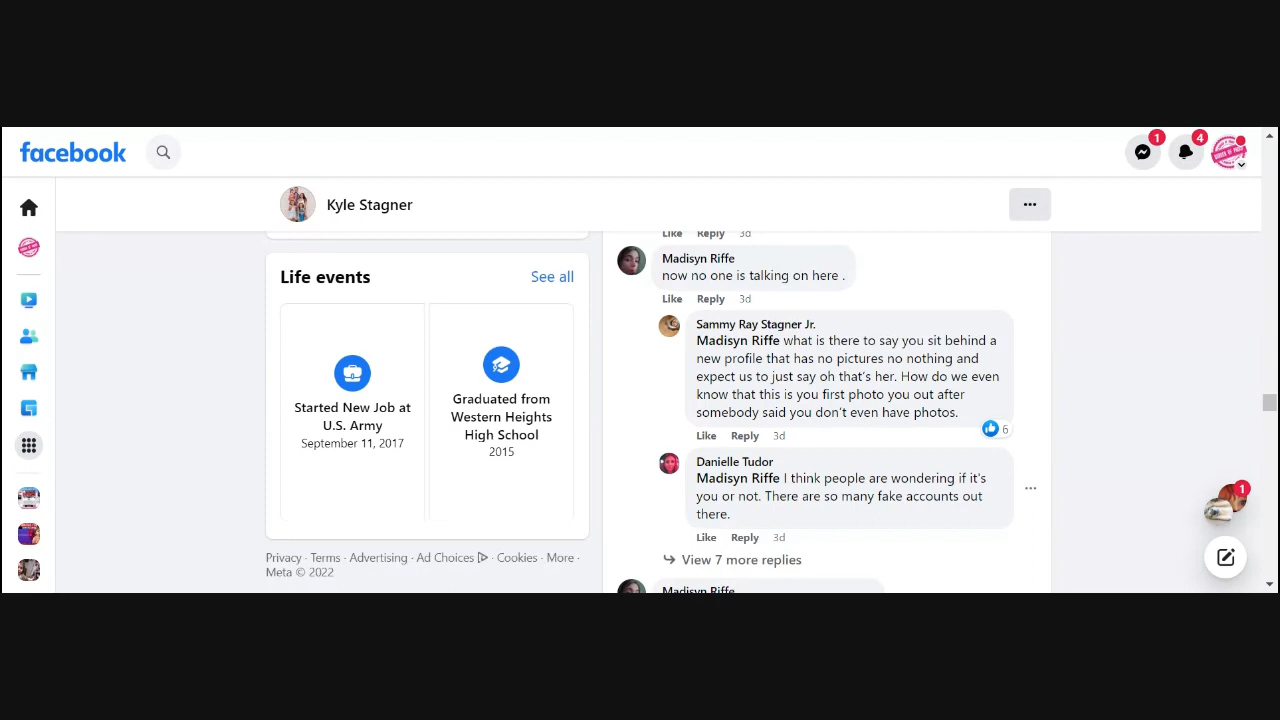 facebook
1
4
Kyle Stagner
Like Reply 3d
Life events
See all
Started New Job at
U.S. Army
September 11, 2017
Graduated from
Western Heights
High School
2015
Privacy · Terms · Advertising · Ad Choices · Cookies · More ·
Meta © 2022
Madisyn Riffe
now no one is talking on here .
Like Reply 3d
Sammy Ray Stagner Jr.
Madisyn Riffe what is there to say you sit behind a
new profile that has no pictures no nothing and
expect us to just say oh that's her. How do we even
know that this is you first photo you out after
somebody said you don't even have photos.
6
Like Reply 3d
Danielle Tudor
Madisyn Riffe I think people are wondering if it's
you or not. There are so many fake accounts out
there.
Like Reply 3d
View 7 more replies
Madisyn Riffe
1